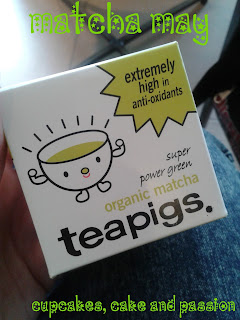 matcha may
extremely
high in
anti-oxidants
super
power green
organic matcha
teapigs.
cupcakes, cake and passion